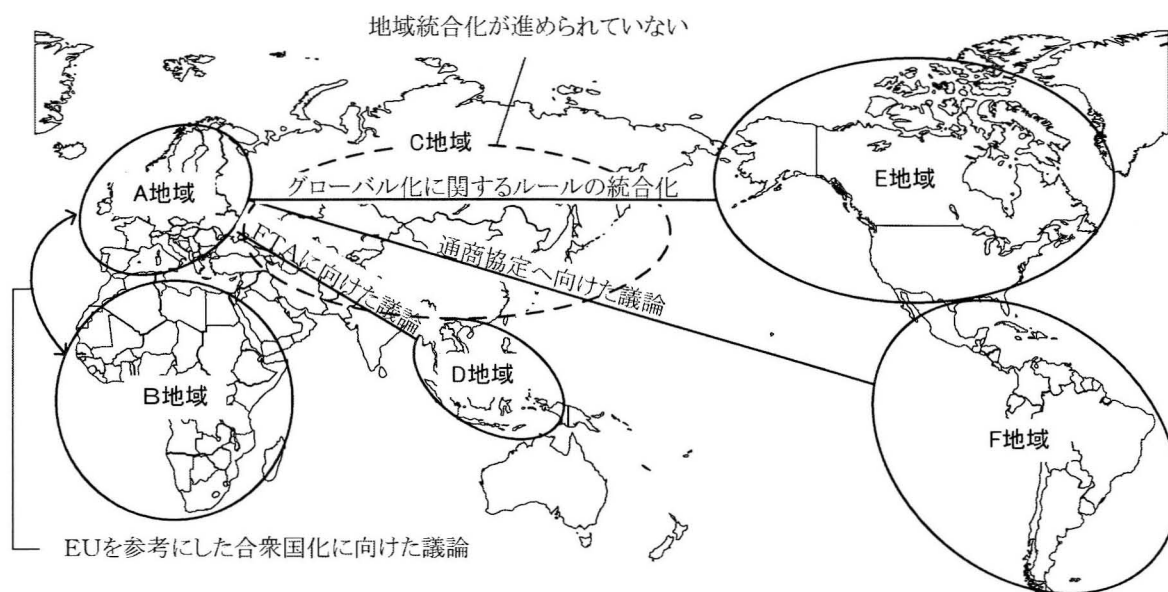 地域統合化が進められていない
C地域
A地域
E地域
グローバル化に関するルールの統合化
FTAに向けた議論
通商協定へ向けた議論
D地域
B地域
F地域
EUを参考にした合衆国化に向けた議論